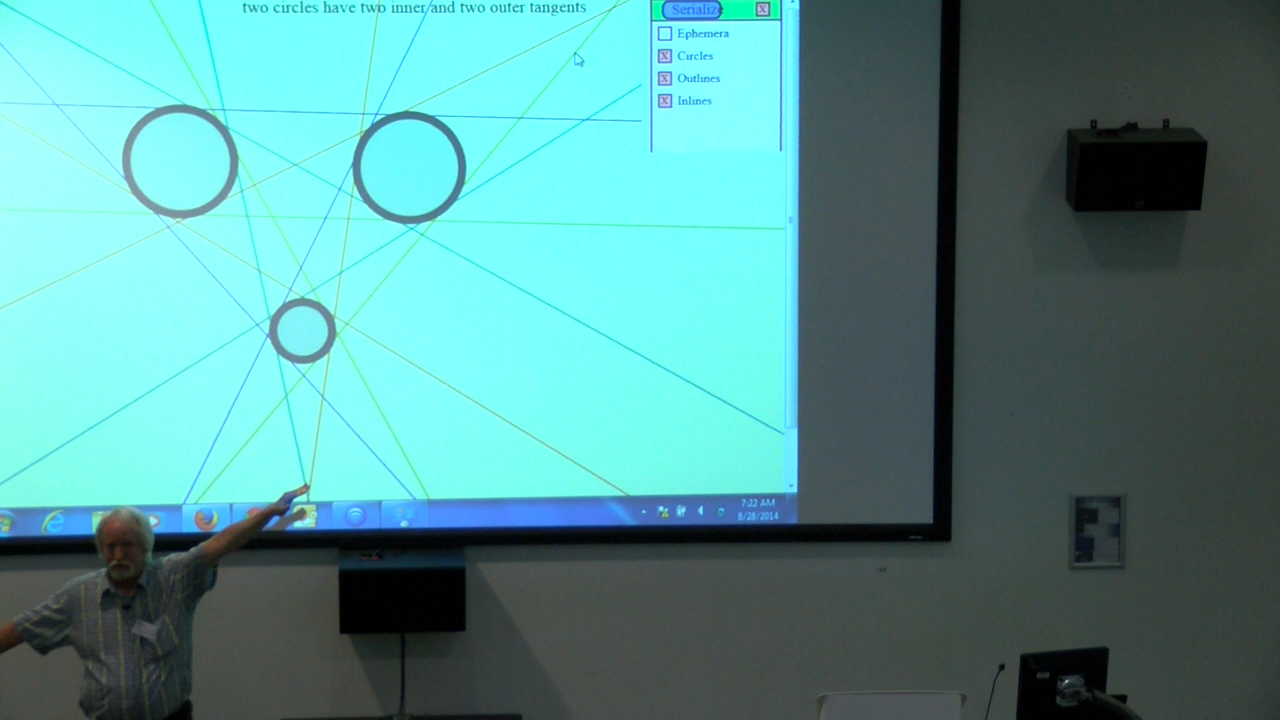 two circles have two inner and two outer tangents
Serialize
X
Ephemera
X Circles
X Outlines
X Inlines
7:22 AM
8/28/2014